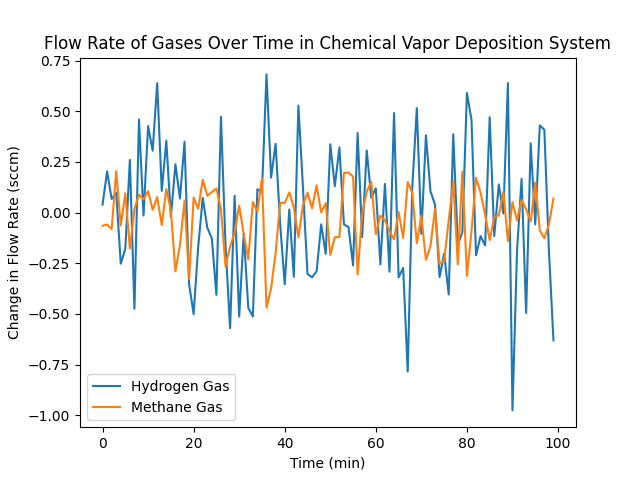 Flow Rate of Gases Over Time in Chemical Vapor Deposition System
0.75
0.50
0.25
0.00
−0.25
−0.50
−0.75
−1.00
Change in Flow Rate (sccm)
Hydrogen Gas
Methane Gas
0 20 40 60 80 100
Time (min)